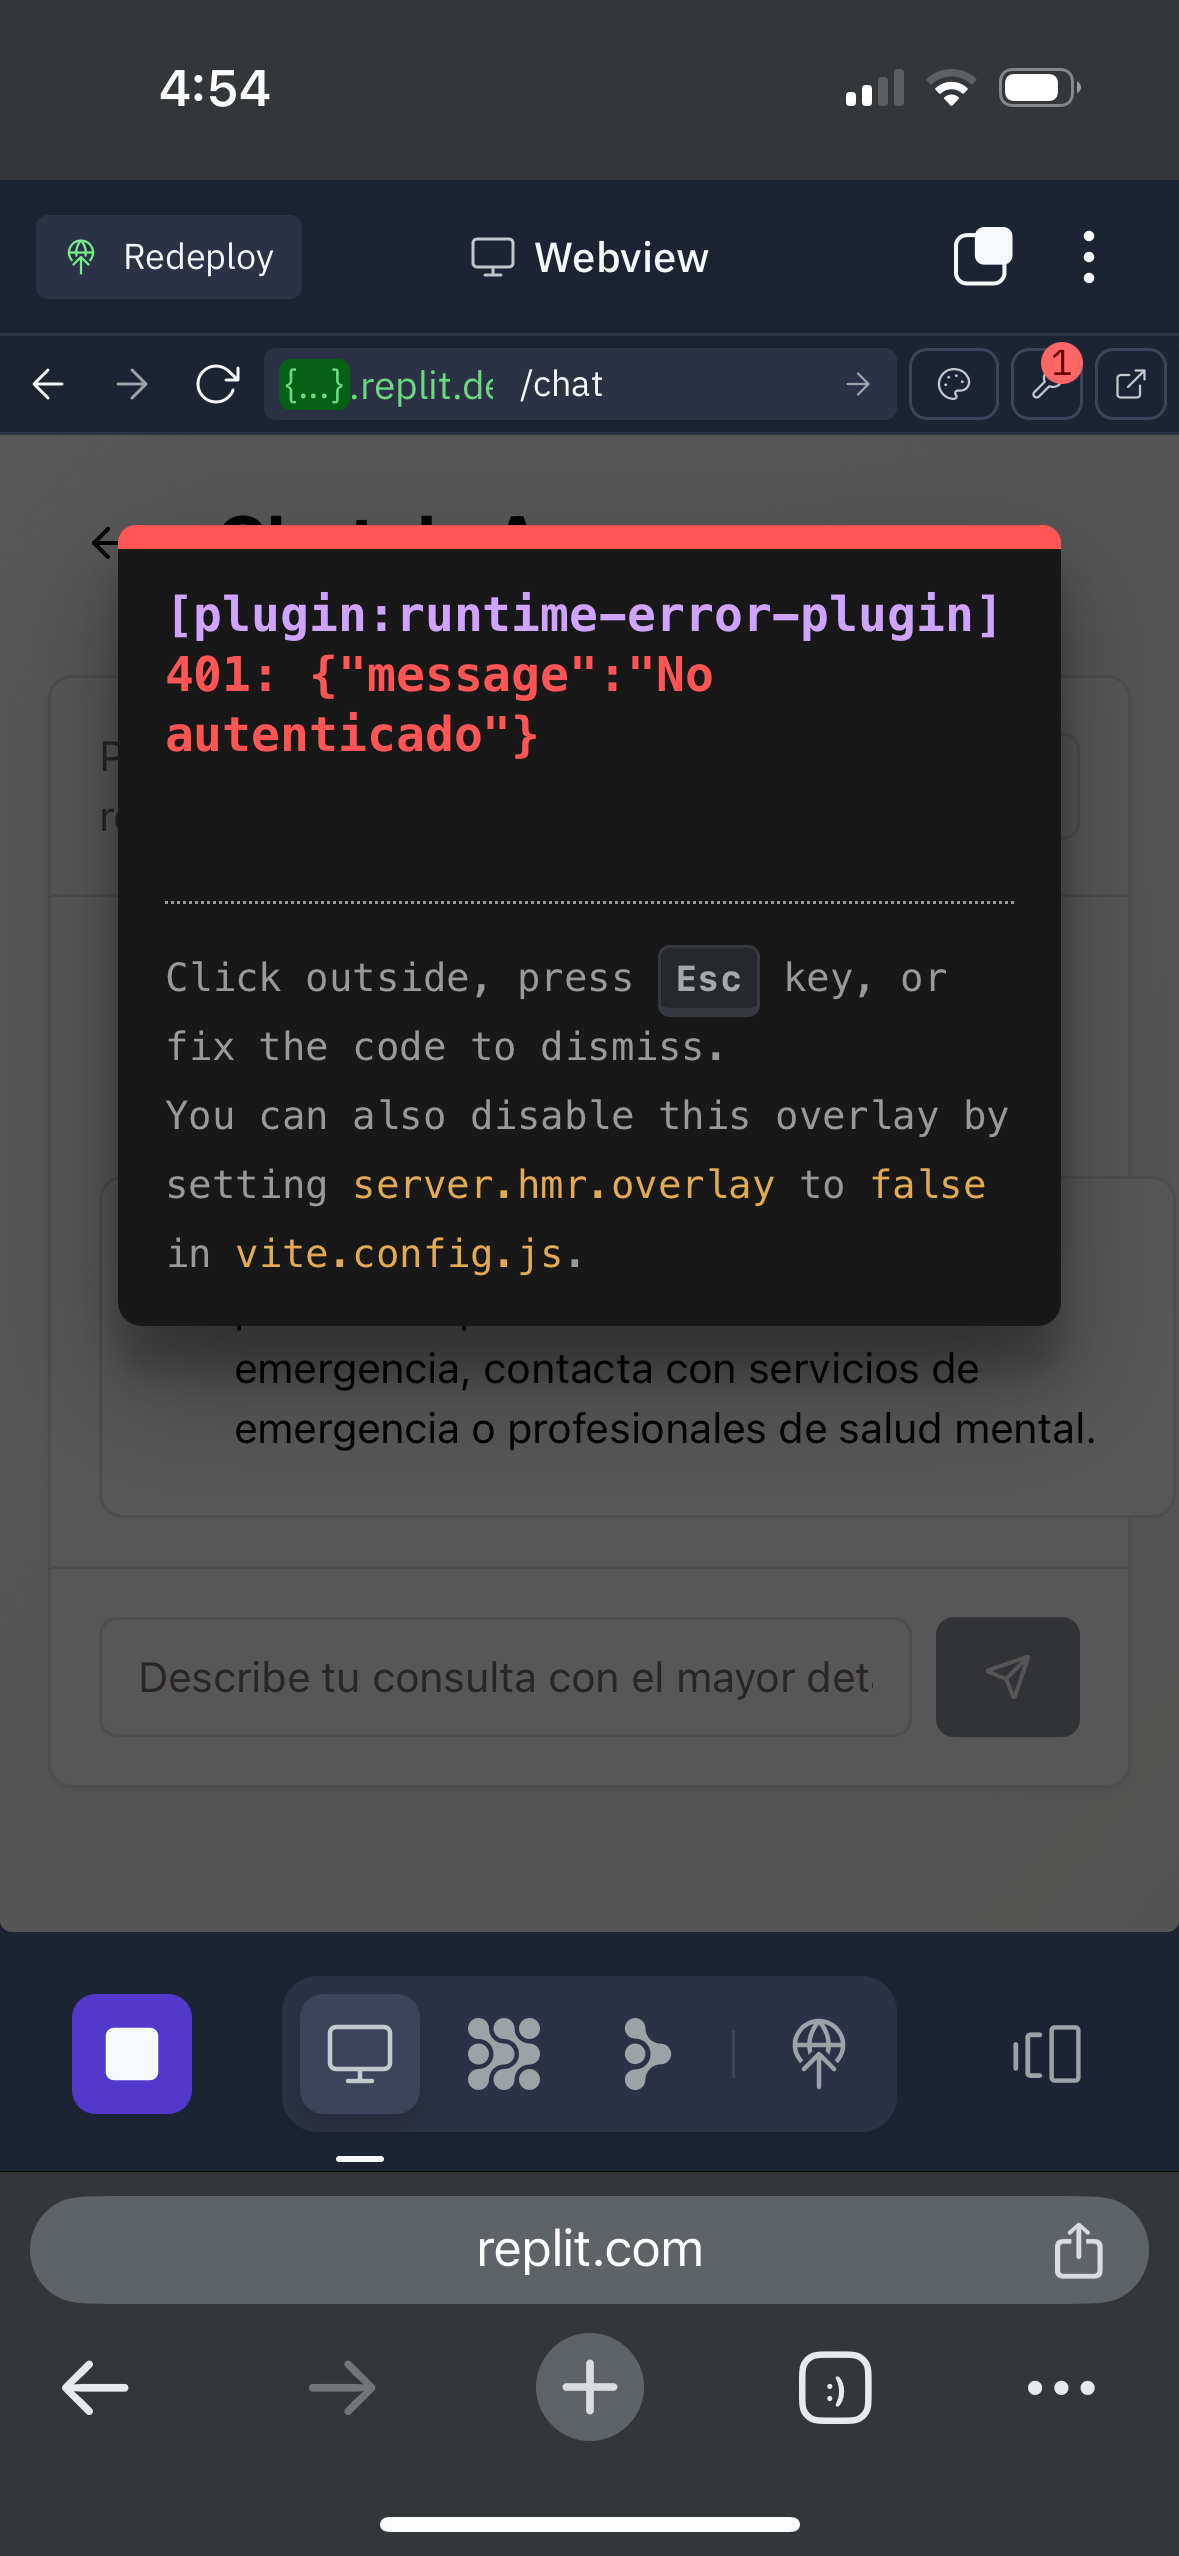 4:54
Redeploy
Webview
{...}.replit.de /chat
1
[plugin:runtime-error-plugin]
401: {"message":"No
autenticado"}
Click outside, press Esc key, or
fix the code to dismiss.
You can also disable this overlay by
setting server.hmr.overlay to false
in vite.config.js.
emergencia, contacta con servicios de
emergencia o profesionales de salud mental.
Describe tu consulta con el mayor det
replit.com
:)